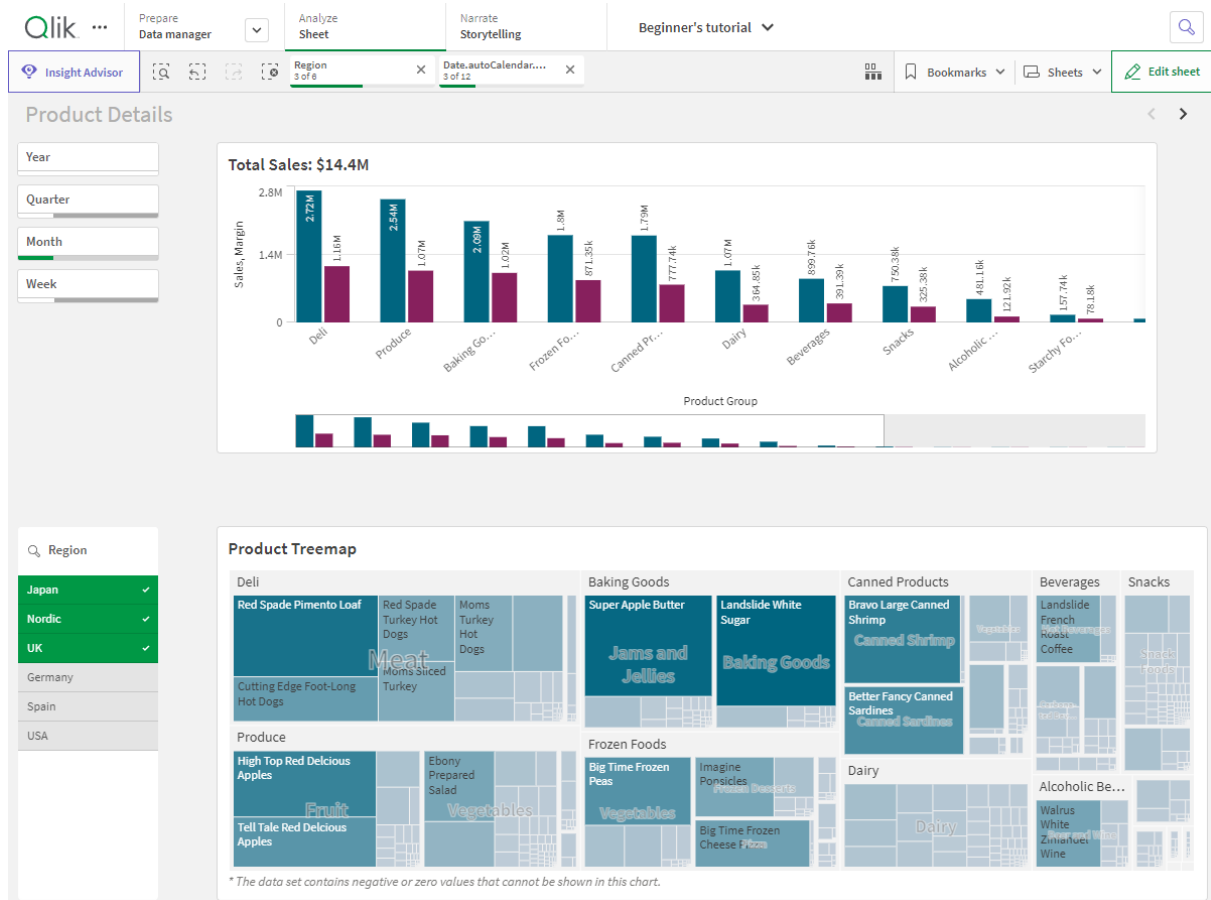 Qlik
Prepare
Data manager
Analyze
Sheet
Narrate
Storytelling
Beginner's tutorial
Insight Advisor
Region
3 of 6
Date.autoCalendar....
3 of 12
Bookmarks
Sheets
Edit sheet
Product Details
Year
Quarter
Month
Week
Total Sales: $14.4M
Sales, Margin
2.8M
1.4M
0
2.72M
1.16M
2.54M
1.07M
2.09M
1.02M
1.8M
871.35k
1.79M
777.74k
1.07M
364.85k
899.76k
391.39k
750.38k
325.38k
481.16k
121.92k
157.74k
78.18k
Deli
Produce
Baking Go...
Frozen Fo...
Canned Pr...
Dairy
Beverages
Snacks
Alcoholic ...
Starchy Fo...
Product Group
Region
Japan
Nordic
UK
Germany
Spain
USA
Product Treemap
Deli
Red Spade Pimento Loaf
Red Spade
Turkey Hot
Dogs
Moms
Turkey
Hot
Dogs
Meat
Moms Sliced
Turkey
Cutting Edge Foot-Long
Hot Dogs
Produce
High Top Red Delcious
Apples
Fruit
Tell Tale Red Delcious
Apples
Ebony
Prepared
Salad
Vegetables
Baking Goods
Super Apple Butter
Jams and
Jellies
Landslide White
Sugar
Baking Goods
Frozen Foods
Big Time Frozen
Peas
Vegetables
Imagine
Popsicles
Frozen Desserts
Big Time Frozen
Cheese Pizza
Pizza
Canned Products
Bravo Large Canned
Shrimp
Canned Shrimp
Vegetables
Better Fancy Canned
Sardines
Canned Sardines
Dairy
Dairy
Beverages
Landslide
French
Roast
Coffee
Hot Beverages
Alcoholic Be...
Walrus
White
Zinfandel
Wine
Beer and Wine
Snacks
Snack
Foods
* The data set contains negative or zero values that cannot be shown in this chart.